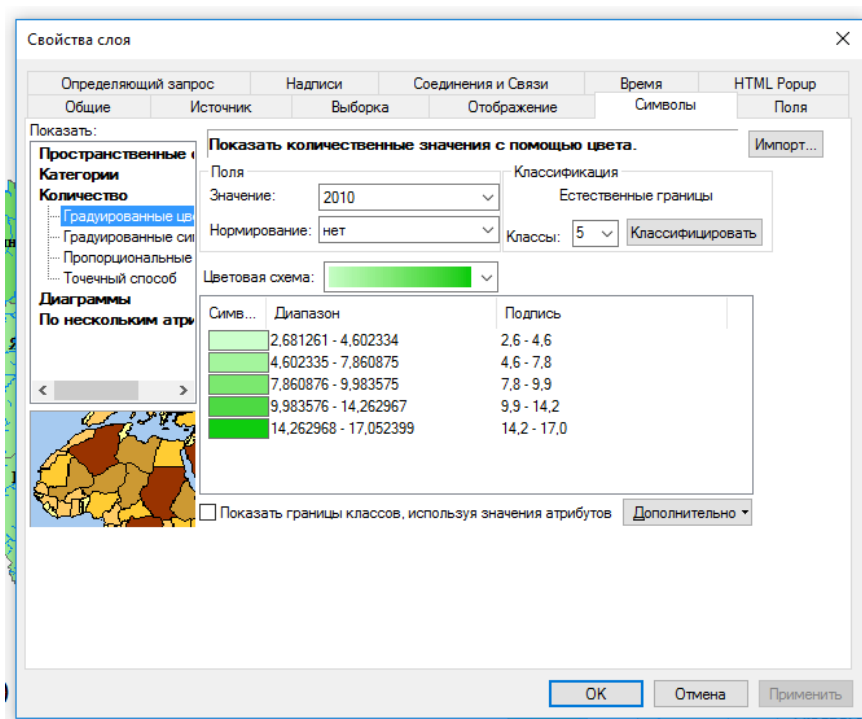 Свойства слоя
Определяющий запрос Надписи Соединения и Связи Время HTML Popup
Общие Источник Выборка Отображение Символы Поля
Показать:
Пространственные
Категории
Количество
Градуированные цв
Градуированные си
Пропорциональные
Точечный способ
Диаграммы
По нескольким атри
Показать количественные значения с помощью цвета.
Импорт...
Поля
Значение: 2010
Нормирование: нет
Классификация
Естественные границы
Классы: 5 Классифицировать
Цветовая схема:
Симв... Диапазон Подпись
2,681261 - 4,602334 2,6 - 4,6
4,602335 - 7,860875 4,6 - 7,8
7,860876 - 9,983575 7,8 - 9,9
9,983576 - 14,262967 9,9 - 14,2
14,262968 - 17,052399 14,2 - 17,0
Показать границы классов, используя значения атрибутов Дополнительно
OK Отмена Применить